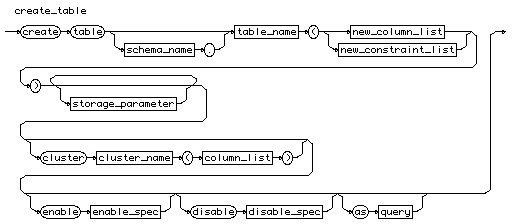 create_table
create table schema_name . table_name ( new_column_list
new_constraint_list
) storage_parameter
cluster cluster_name ( column_list )
enable enable_spec disable disable_spec as query